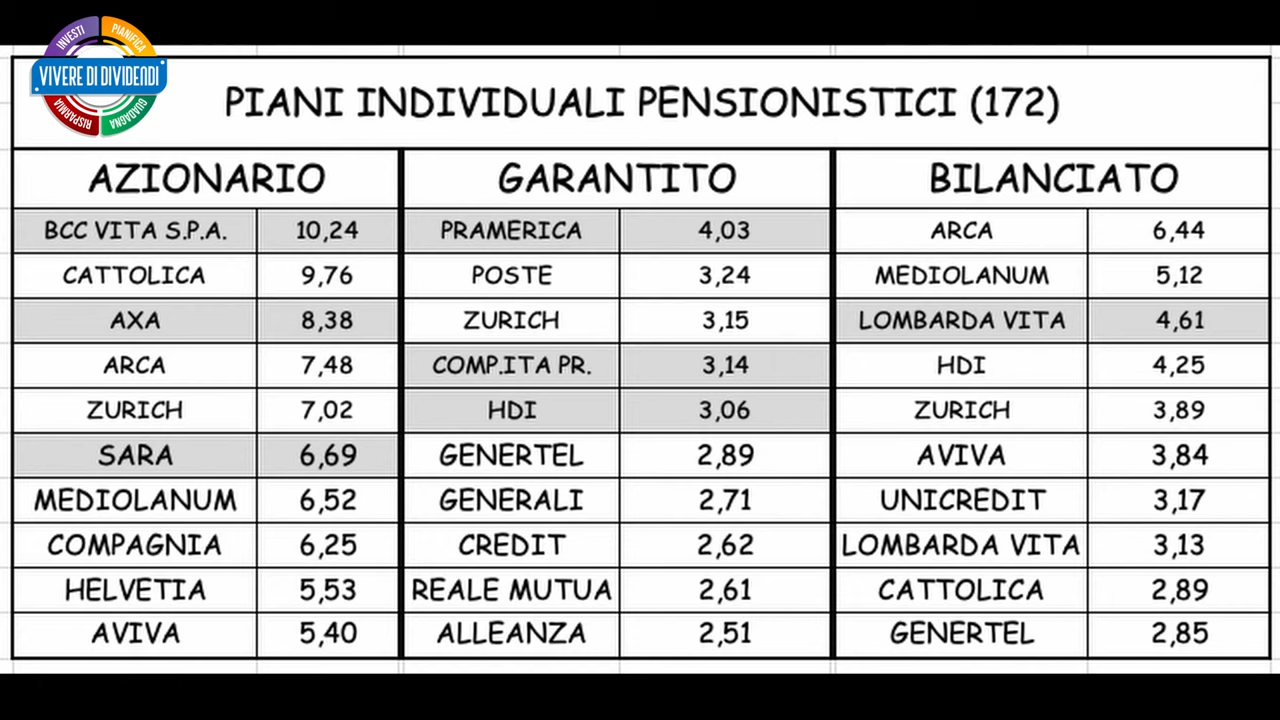 INVESTI
PIANIFICA
VIVERE DI DIVIDENDI
RISPARMIA
GUADAGNA
PIANI INDIVIDUALI PENSIONISTICI (172)
AZIONARIO GARANTITO BILANCIATO
BCC VITA S.P.A. 10,24 PRAMERICA 4,03 ARCA 6,44
CATTOLICA 9,76 POSTE 3,24 MEDIOLANUM 5,12
AXA 8,38 ZURICH 3,15 LOMBARDA VITA 4,61
ARCA 7,48 COMP.ITA PR. 3,14 HDI 4,25
ZURICH 7,02 HDI 3,06 ZURICH 3,89
SARA 6,69 GENERTEL 2,89 AVIVA 3,84
MEDIOLANUM 6,52 GENERALI 2,71 UNICREDIT 3,17
COMPAGNIA 6,25 CREDIT 2,62 LOMBARDA VITA 3,13
HELVETIA 5,53 REALE MUTUA 2,61 CATTOLICA 2,89
AVIVA 5,40 ALLEANZA 2,51 GENERTEL 2,85